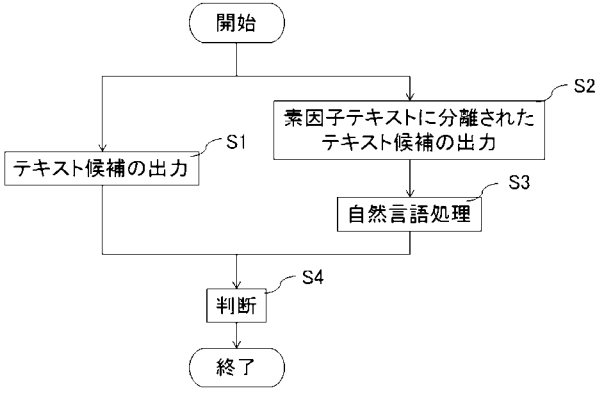 開始
S2
素因子テキストに分離された
テキスト候補の出力
S1
テキスト候補の出力
S3
自然言語処理
S4
判断
終了